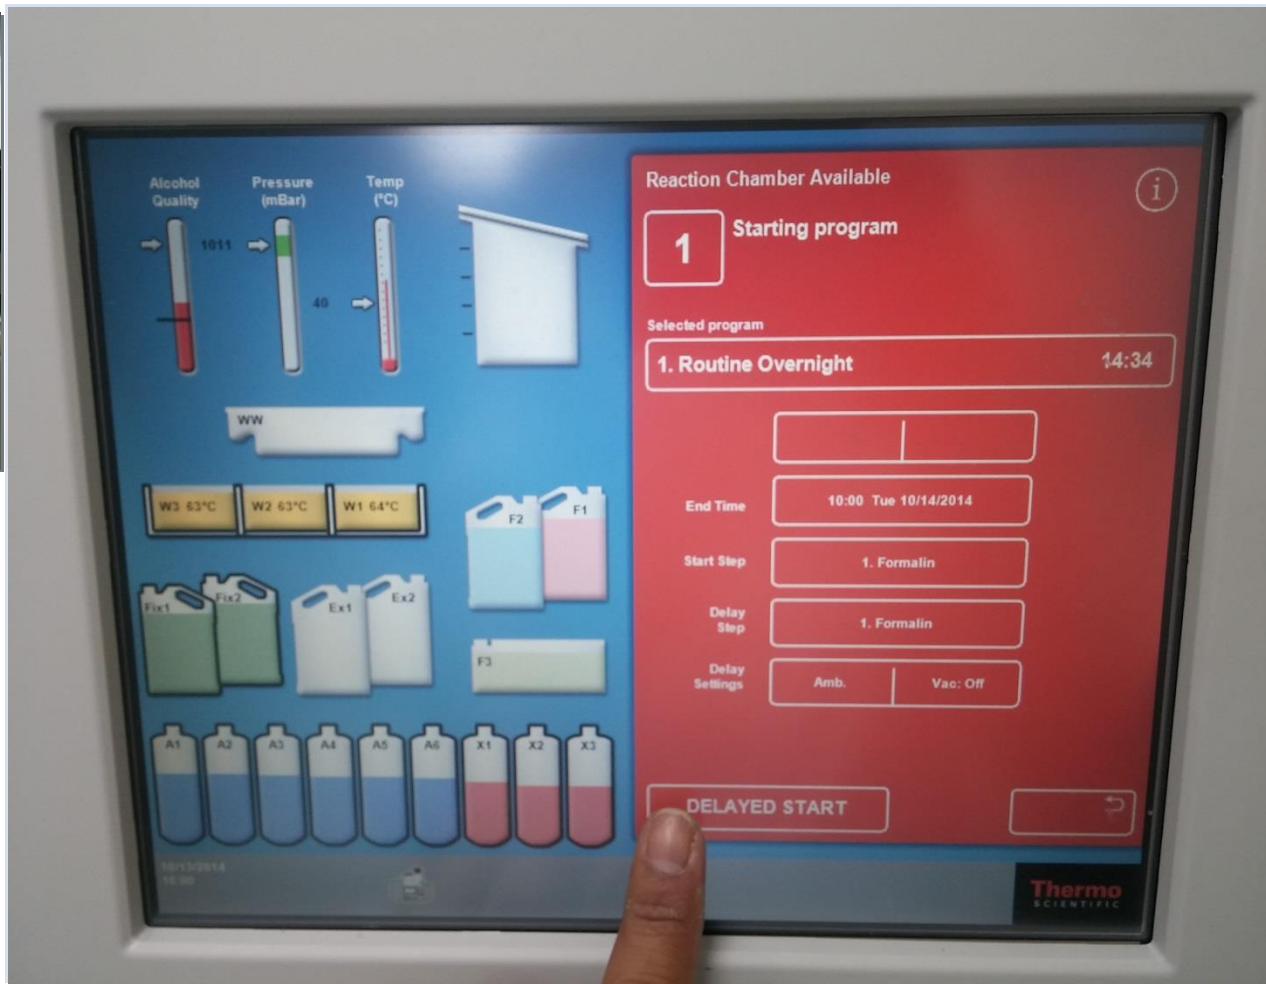 Alcohol
Quality
Pressure
(mBar)
Temp
(°C)
1011
40
WW
W3 63°C
W2 63°C
W1 64°C
F2
F1
Fix1
Fix2
Ex1
Ex2
F3
A1
A2
A3
A4
A5
A6
X1
X2
X3
10/13/2014
Reaction Chamber Available
i
1
Starting program
Selected program
1. Routine Overnight
14:34
End Time
10:00 Tue 10/14/2014
Start Step
1. Formalin
Delay
Step
1. Formalin
Delay
Settings
Amb.
Vac: Off
DELAYED START
Thermo
SCIENTIFIC